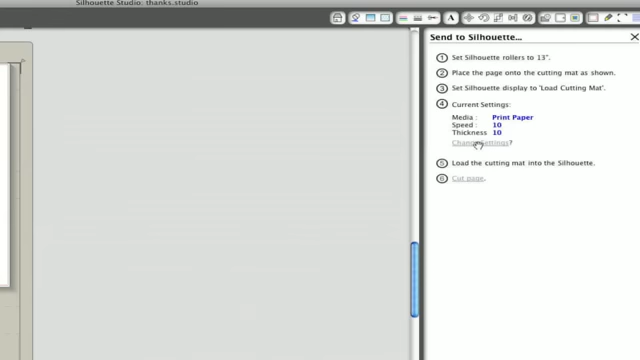 Silhouette Studio: thanks.studio
Send to Silhouette...
1 Set Silhouette rollers to 13".
2 Place the page onto the cutting mat as shown.
3 Set Silhouette display to 'Load Cutting Mat'.
4 Current Settings:
Media : Print Paper
Speed : 10
Thickness 10
Change Settings?
5 Load the cutting mat into the Silhouette.
6 Cut page.